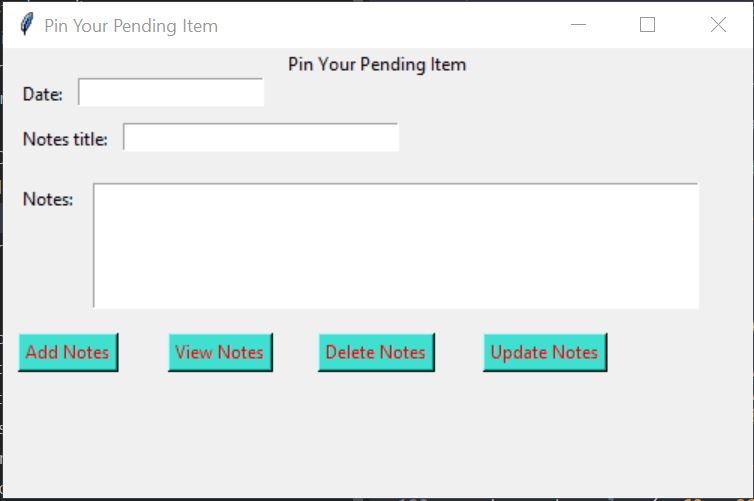 Pin Your Pending Item
Pin Your Pending Item
Date:
Notes title:
Notes:
Add Notes View Notes Delete Notes Update Notes